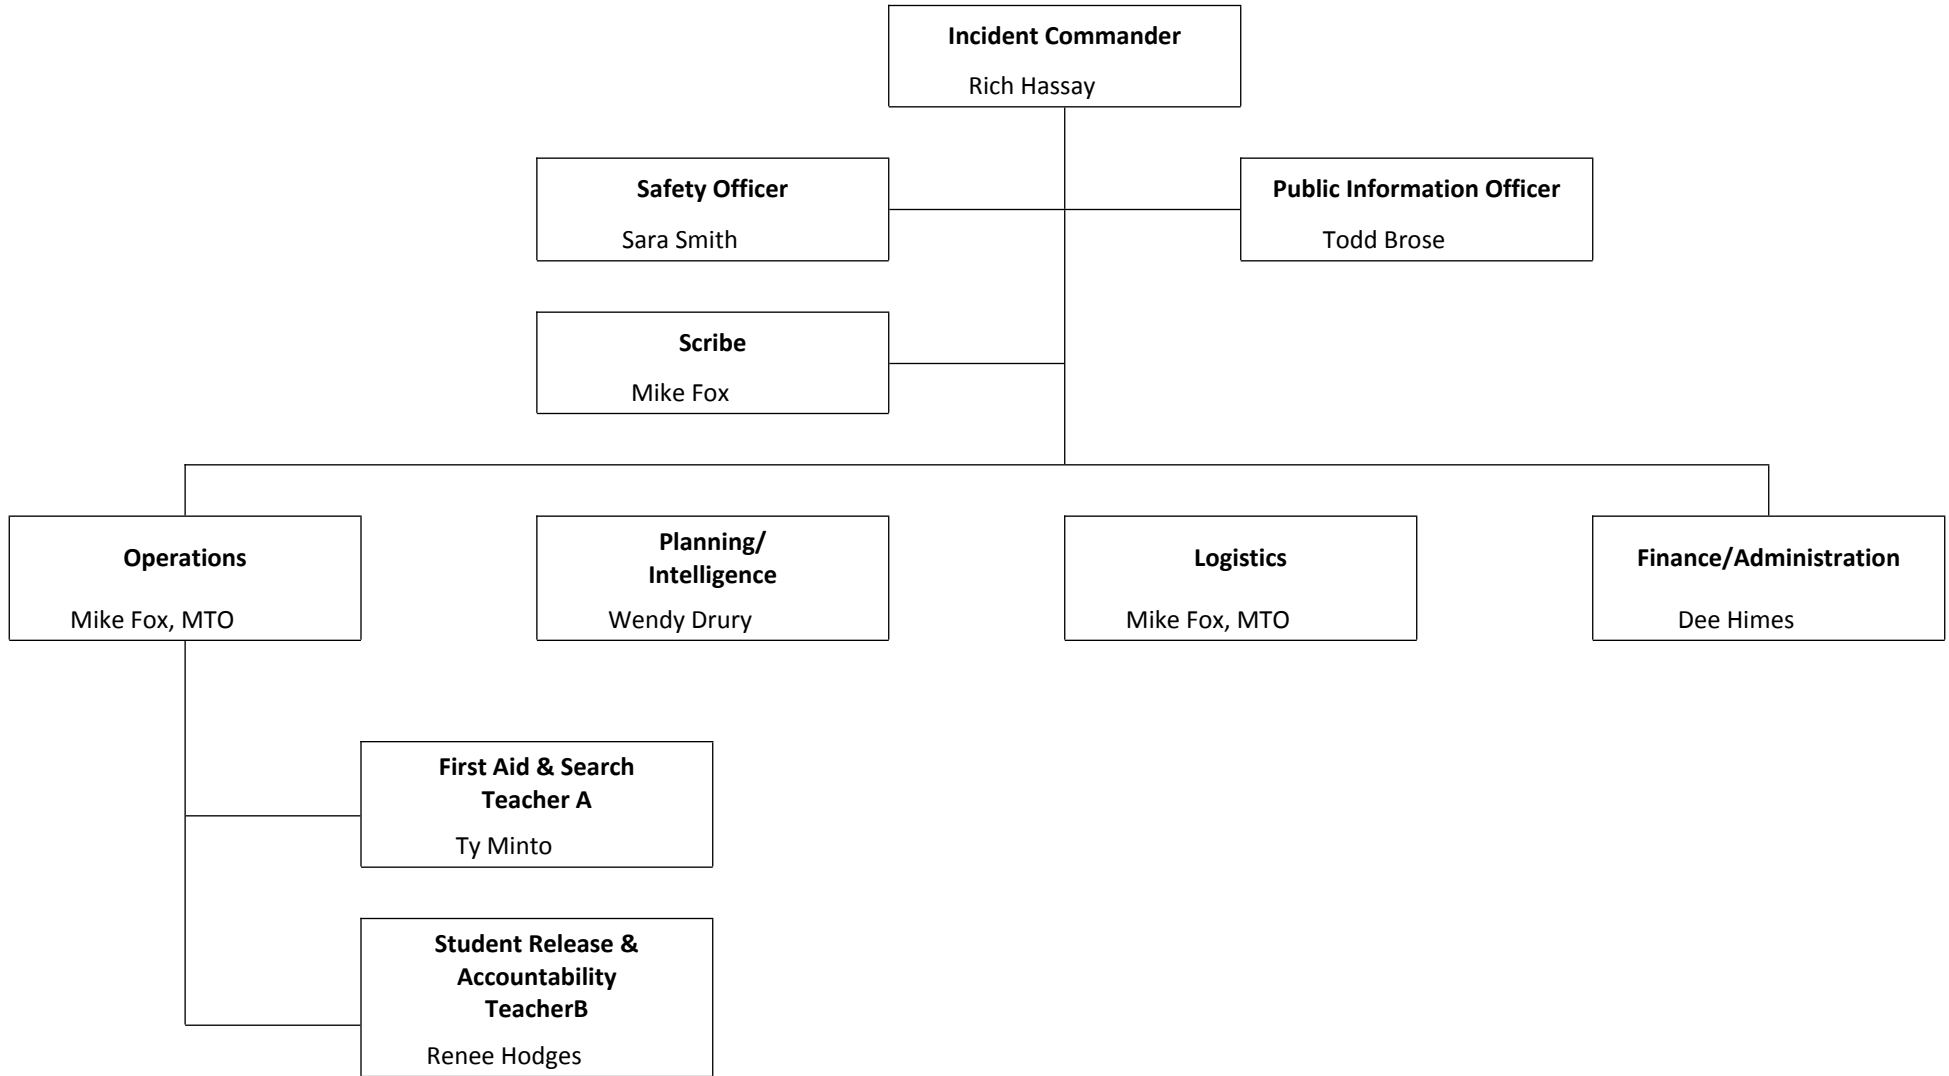 Incident Commander
Rich Hassay
Safety Officer
Sara Smith
Public Information Officer
Todd Brose
Scribe
Mike Fox
Operations
Mike Fox, MTO
Planning/
Intelligence
Wendy Drury
Logistics
Mike Fox, MTO
Finance/Administration
Dee Himes
First Aid & Search
Teacher A
Ty Minto
Student Release &
Accountability
TeacherB
Renee Hodges